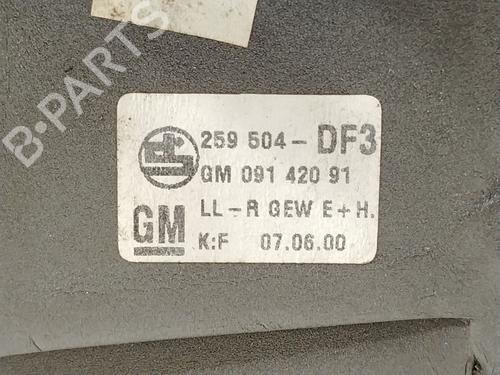 259 504 - DF3
GM 091 420 91
LL - R GEW E + H.
GM
K:F 07.06.00
B-PARTS